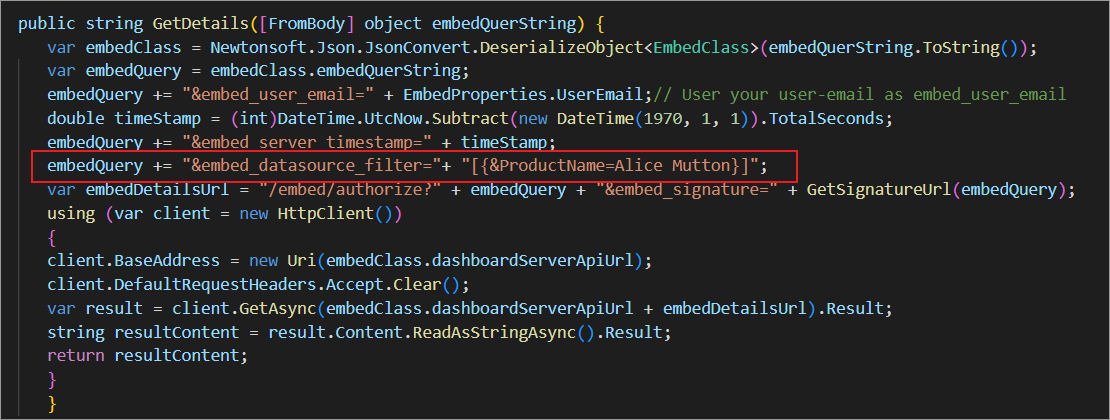 public string GetDetails([FromBody] object embedQuerString) {
var embedClass = Newtonsoft.Json.JsonConvert.DeserializeObject<EmbedClass>(embedQuerString.ToString());
var embedQuery = embedClass.embedQuerString;
embedQuery += "&embed_user_email=" + EmbedProperties.UserEmail;// User your user-email as embed_user_email
double timeStamp = (int)DateTime.UtcNow.Subtract(new DateTime(1970, 1, 1)).TotalSeconds;
embedQuery += "&embed_server_timestamp=" + timeStamp;
embedQuery += "&embed_datasource_filter="+ "[{&ProductName=Alice Mutton}]";
var embedDetailsUrl = "/embed/authorize?" + embedQuery + "&embed_signature=" + GetSignatureUrl(embedQuery);
using (var client = new HttpClient())
{
client.BaseAddress = new Uri(embedClass.dashboardServerApiUrl);
client.DefaultRequestHeaders.Accept.Clear();
var result = client.GetAsync(embedClass.dashboardServerApiUrl + embedDetailsUrl).Result;
string resultContent = result.Content.ReadAsStringAsync().Result;
return resultContent;
}
}